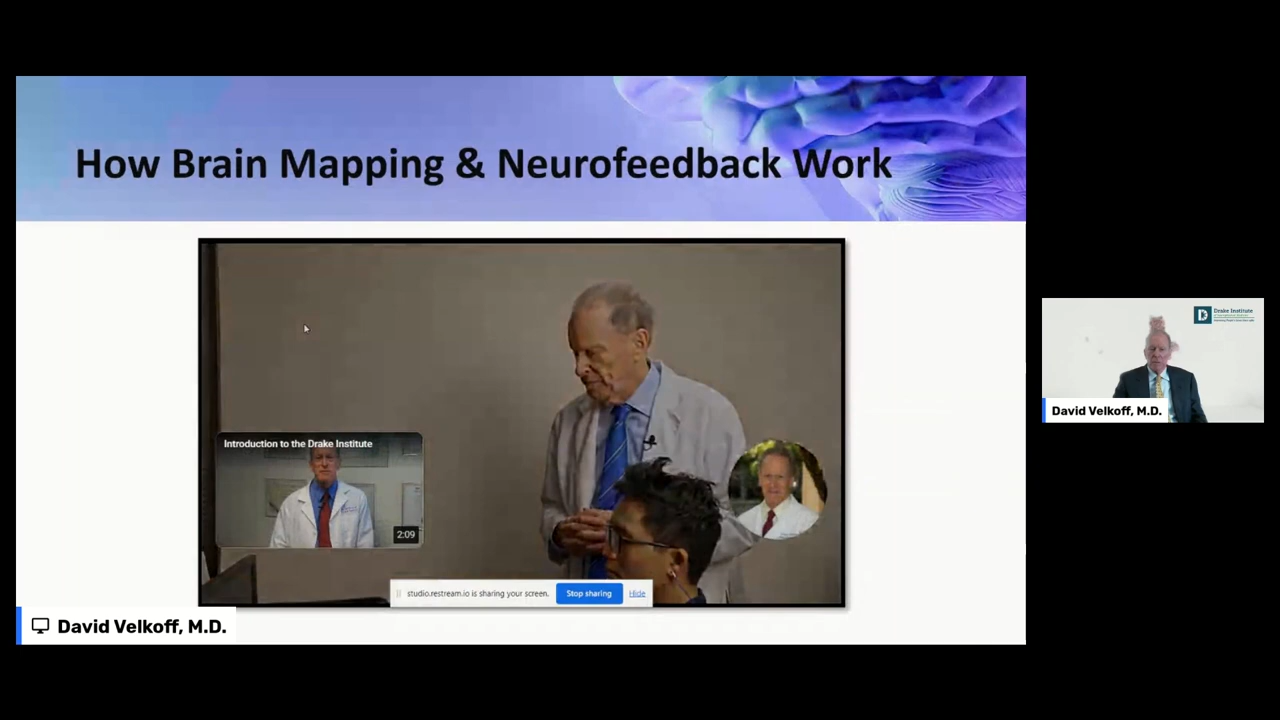 How Brain Mapping & Neurofeedback Work
Introduction to the Drake Institute
2:09
studio.restream.io is sharing your screen.
Stop sharing
Hide
David Velkoff, M.D.
Drake Institute
David Velkoff, M.D.